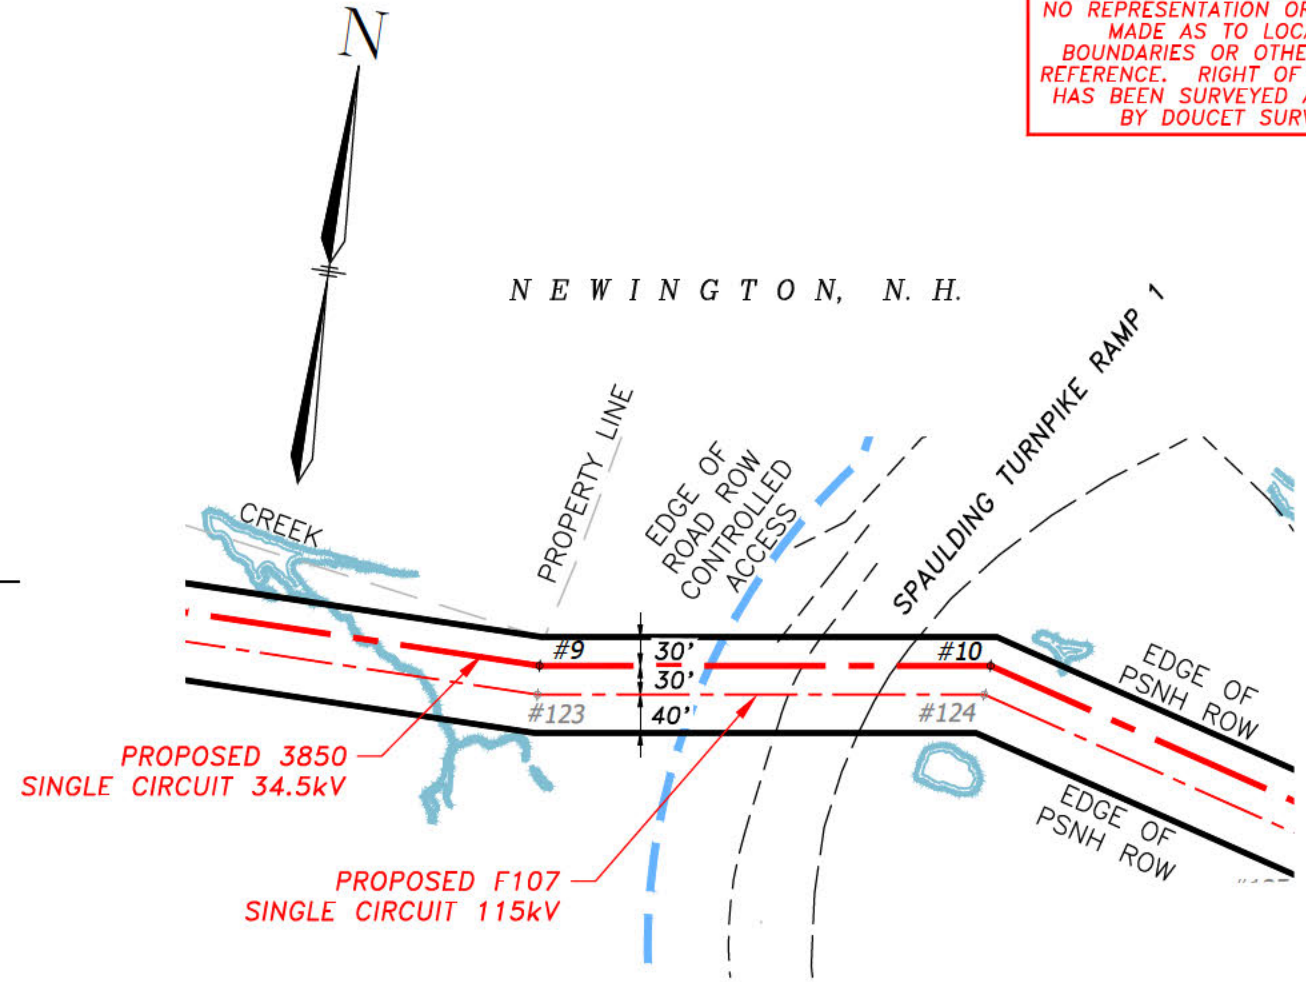 N
NO REPRESENTATION OR
MADE AS TO LOCA
BOUNDARIES OR OTHE
REFERENCE. RIGHT OF
HAS BEEN SURVEYED
BY DOUCET SURV
NEWINGTON, N. H.
SPAULDING TURNPIKE RAMP 1
PROPERTY LINE
EDGE OF
ROAD ROW
CONTROLLED
ACCESS
CREEK
#9
30'
#10
30'
#123
40'
#124
EDGE OF
PSNH ROW
PROPOSED 3850
SINGLE CIRCUIT 34.5kV
EDGE OF
PSNH ROW
PROPOSED F107
SINGLE CIRCUIT 115kV